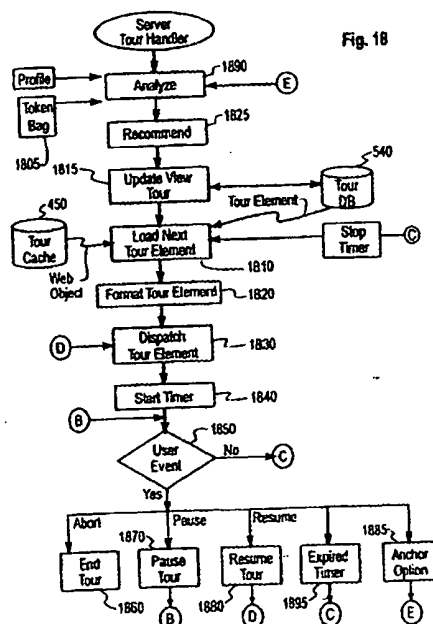 Server
Tour Handler
Fig. 18
1890
Profile
Analyze
E
Token
Bag
1825
Recommend
1805
1815
540
Update View
Tour
Tour
DB
450
Tour Element
Load Next
Tour Element
Stop
Timer
C
Tour
Cache
Web
Object
1810
Format Tour Element
1820
D
Dispatch
Tour Element
1830
Start Timer
1840
B
1850
User
Event
No
C
Yes
Abort
Pause
Resume
1870
1885
End
Tour
Pause
Tour
Resume
Tour
Expired
Timer
Anchor
Option
1860
B
1880
D
1895
C
E